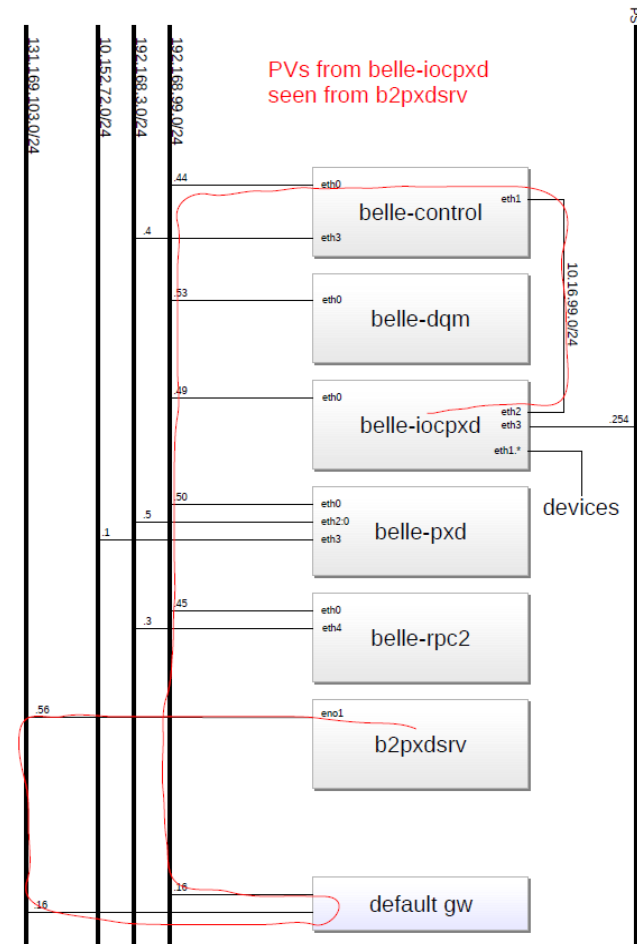 PS
131.169.103.0/24
10.152.72.0/24
192.168.3.0/24
192.168.99.0/24
PVs from belle-iocpxd
seen from b2pxdsrv
.44
eth0
eth1
belle-control
.4
eth3
10.16.99.0/24
.53
eth0
belle-dqm
.49
eth0
eth2
belle-iocpxd
eth3
.254
eth1.*
devices
.50
eth0
.5
eth2:0
belle-pxd
.1
eth3
.45
eth0
.3
eth4
belle-rpc2
.56
eno1
b2pxdsrv
.16
default gw
.16